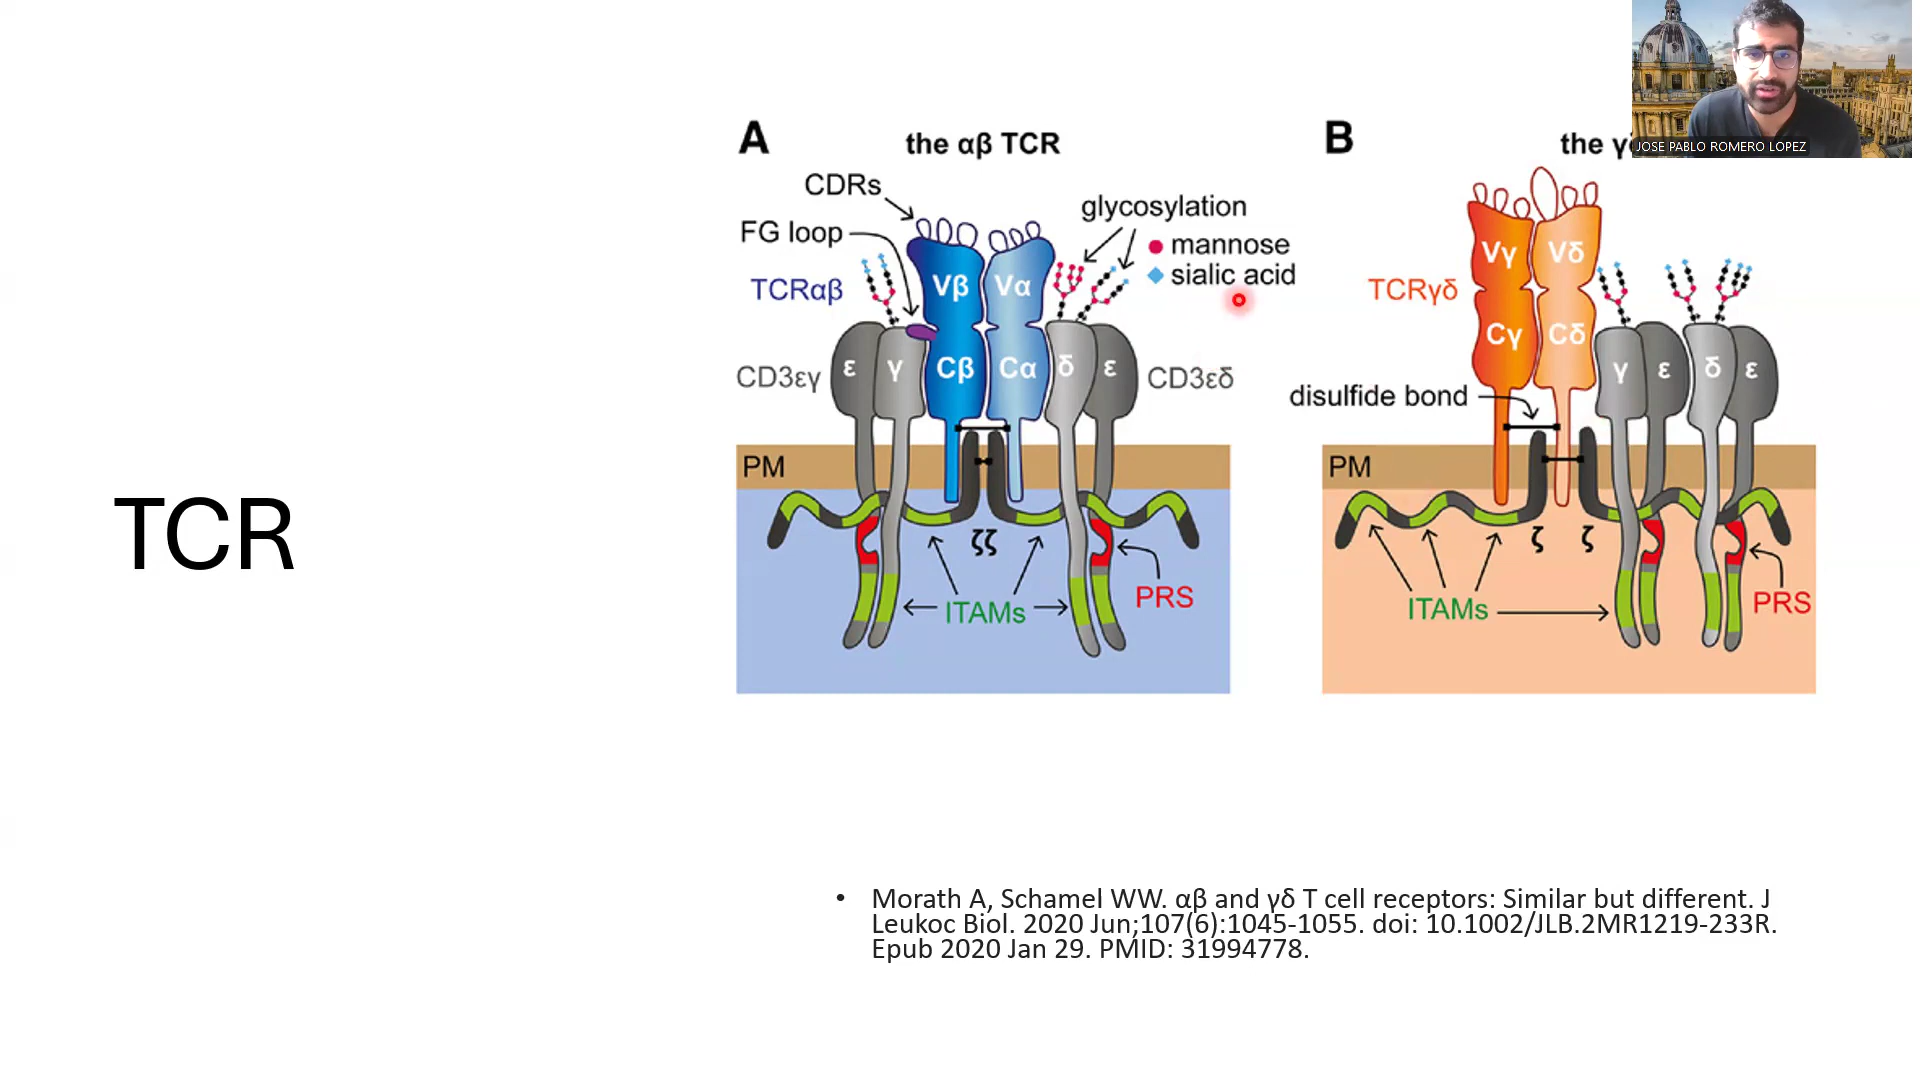 TCR
A
the αβ TCR
CDRs
FG loop
glycosylation
mannose
sialic acid
TCRαβ
Vβ
Vα
Cβ
Cα
CD3εγ
ε
γ
δ
ε
CD3εδ
PM
ζζ
ITAMs
PRS
B
the γ
TCRγδ
Vγ
Vδ
Cγ
Cδ
disulfide bond
γ
ε
δ
ε
PM
ζ
ζ
ITAMs
PRS
JOSE PABLO ROMERO LOPEZ
• Morath A, Schamel WW. αβ and γδ T cell receptors: Similar but different. J
Leukoc Biol. 2020 Jun;107(6):1045-1055. doi: 10.1002/JLB.2MR1219-233R.
Epub 2020 Jan 29. PMID: 31994778.